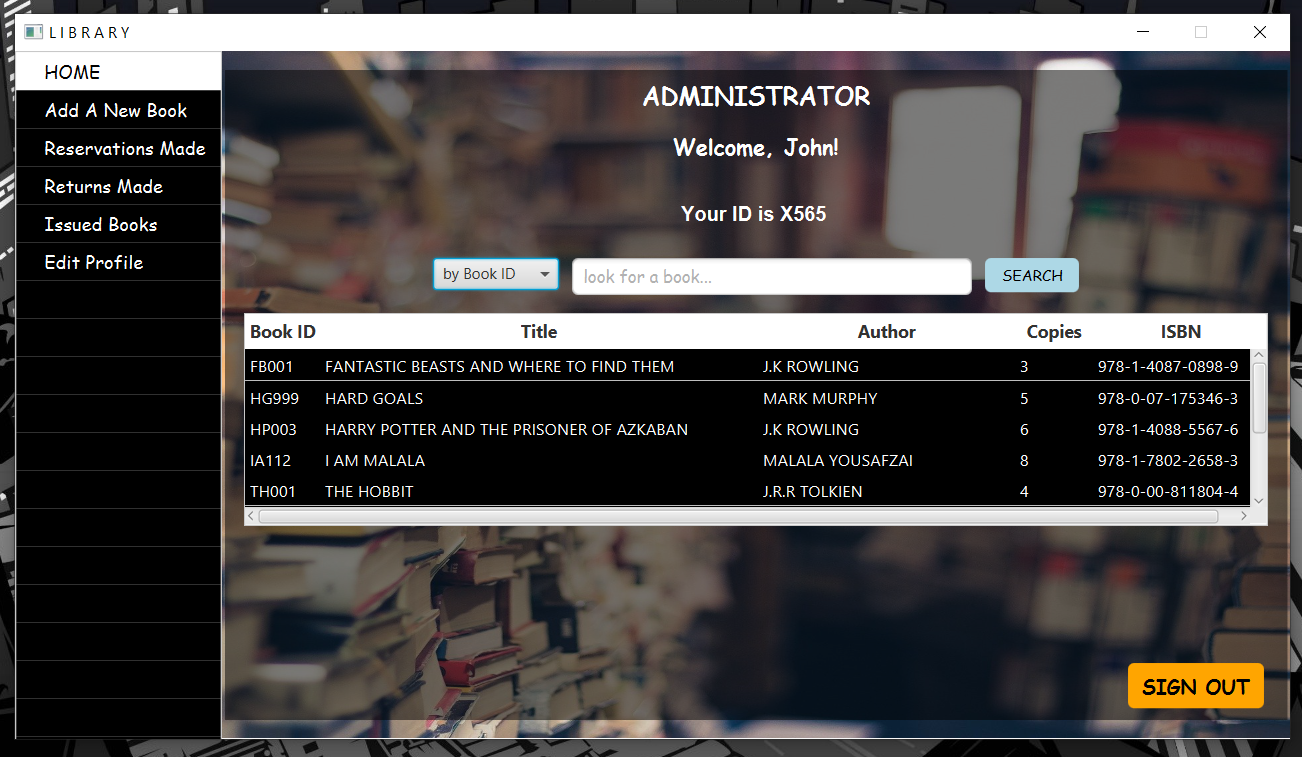 LIBRARY
HOME
Add A New Book
Reservations Made
Returns Made
Issued Books
Edit Profile
ADMINISTRATOR
Welcome, John!
Your ID is X565
by Book ID look for a book... SEARCH
Book ID Title Author Copies ISBN
FB001 FANTASTIC BEASTS AND WHERE TO FIND THEM J.K ROWLING 3 978-1-4087-0898-9
HG999 HARD GOALS MARK MURPHY 5 978-0-07-175346-3
HP003 HARRY POTTER AND THE PRISONER OF AZKABAN J.K ROWLING 6 978-1-4088-5567-6
IA112 I AM MALALA MALALA YOUSAFZAI 8 978-1-7802-2658-3
TH001 THE HOBBIT J.R.R TOLKIEN 4 978-0-00-811804-4
SIGN OUT